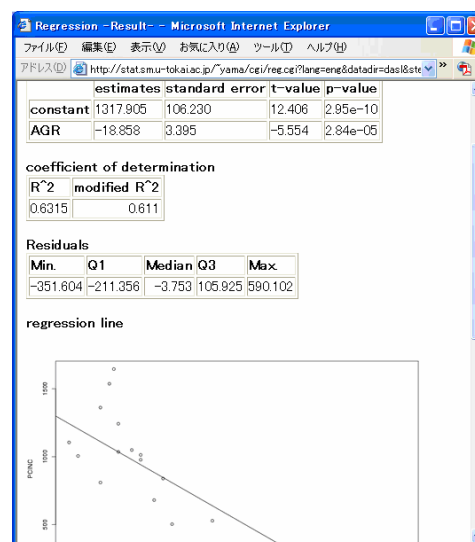 Regression -Result- - Microsoft Internet Explorer
ファイル(F) 編集(E) 表示(V) お気に入り(A) ツール(T) ヘルプ(H)
アドレス(D) http://stat.sm.u-tokai.ac.jp/~yama/cgi/reg.cgi?lang=eng&datadir=dasl&ste »
estimates standard error t-value p-value
constant 1317.905 106.230 12.406 2.95e-10
AGR -18.858 3.395 -5.554 2.84e-05
coefficient of determination
R^2 modified R^2
0.6315 0.611
Residuals
Min. Q1 Median Q3 Max.
-351.604 -211.356 -3.753 105.925 590.102
regression line
1500
1000
PCINC
500